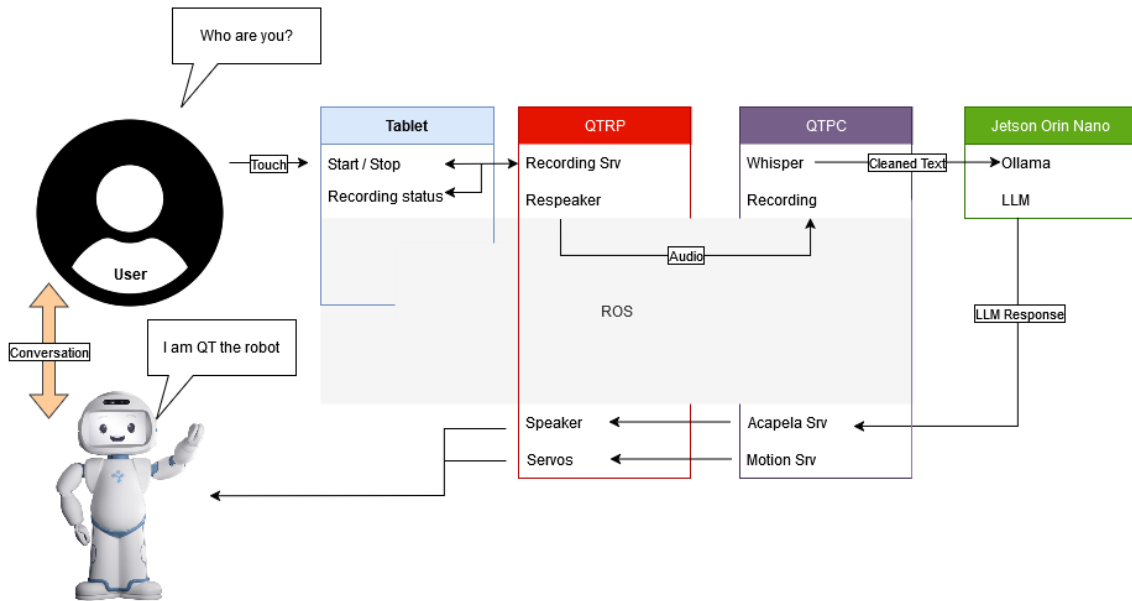 Who are you?
User
Conversation
I am QT the robot
Touch
Tablet
Start / Stop
Recording status
QTRP
Recording Srv
Respeaker
QTPC
Whisper
Recording
Cleaned Text
Jetson Orin Nano
Ollama
LLM
Audio
ROS
LLM Response
Speaker
Servos
Acapela Srv
Motion Srv